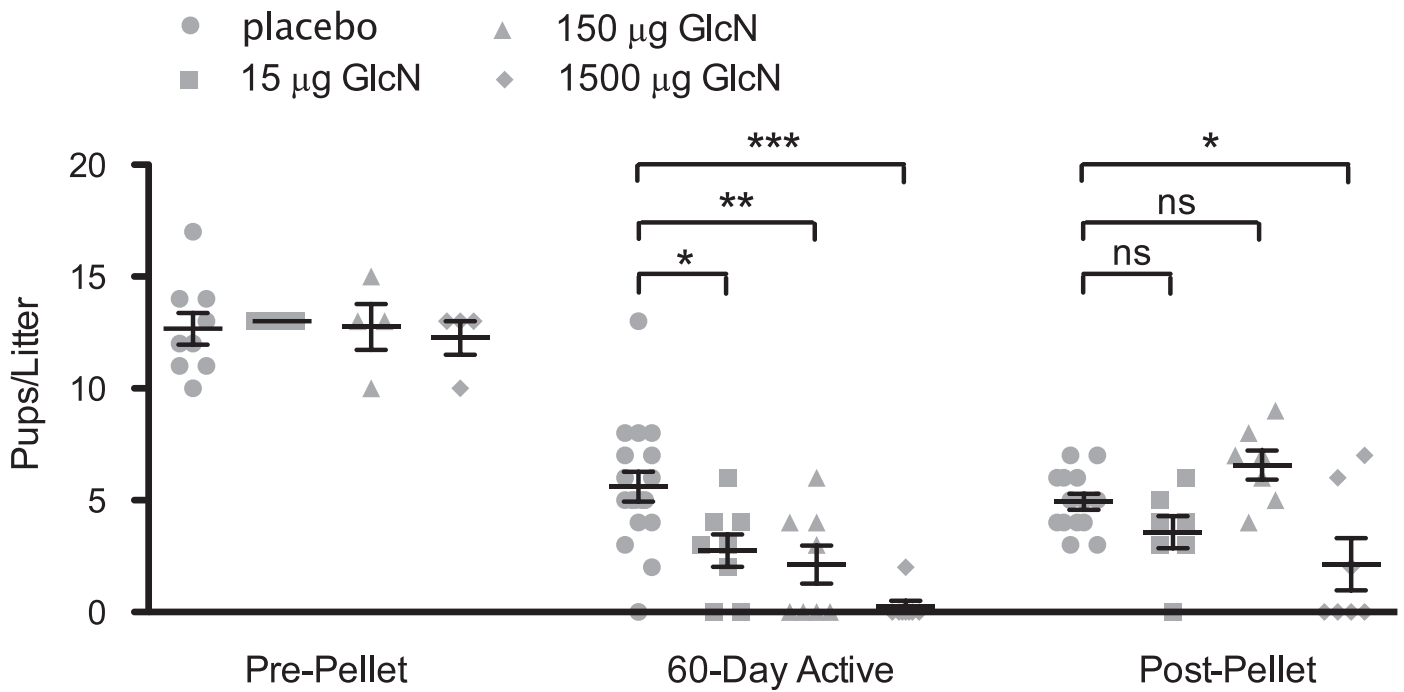 placebo
150 μg GlcN
15 μg GlcN
1500 μg GlcN
***
*
20
**
ns
*
ns
15
Pups/Litter
10
5
0
Pre-Pellet
60-Day Active
Post-Pellet